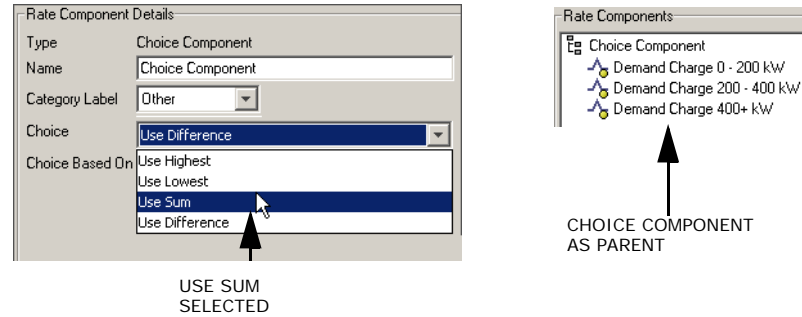 Rate Component Details
Type Choice Component
Name Choice Component
Category Label Other
Choice Use Difference
Choice Based On
Use Highest
Use Lowest
Use Sum
Use Difference
USE SUM
SELECTED
Rate Components
Choice Component
Demand Charge 0 - 200 kW
Demand Charge 200 - 400 kW
Demand Charge 400+ kW
CHOICE COMPONENT
AS PARENT